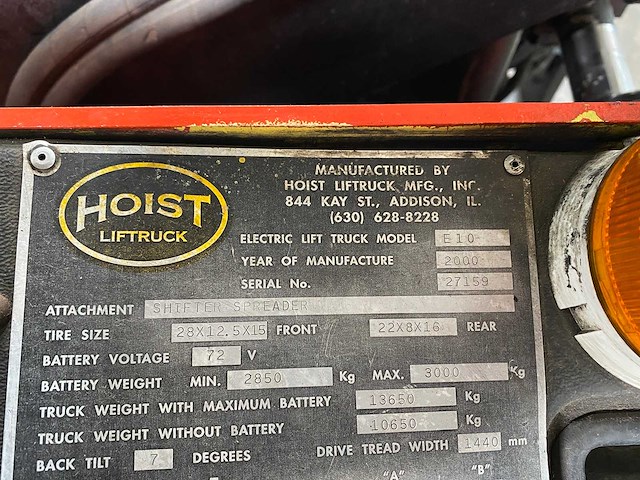 HOIST
LIFTRUCK
MANUFACTURED BY
HOIST LIFTRUCK MFG., INC.
844 KAY ST., ADDISON, IL.
(630) 628-8228
ELECTRIC LIFT TRUCK MODEL E10
YEAR OF MANUFACTURE 2000
SERIAL No. 27159
ATTACHMENT SHIFTER SPREADER
TIRE SIZE 28X12.5X15 FRONT 22X8X16 REAR
BATTERY VOLTAGE 72 V
BATTERY WEIGHT MIN. 2850 Kg MAX. 3000 Kg
TRUCK WEIGHT WITH MAXIMUM BATTERY 13650 Kg
TRUCK WEIGHT WITHOUT BATTERY 10650 Kg
BACK TILT 7 DEGREES DRIVE TREAD WIDTH 1440 mm
"A" "B"